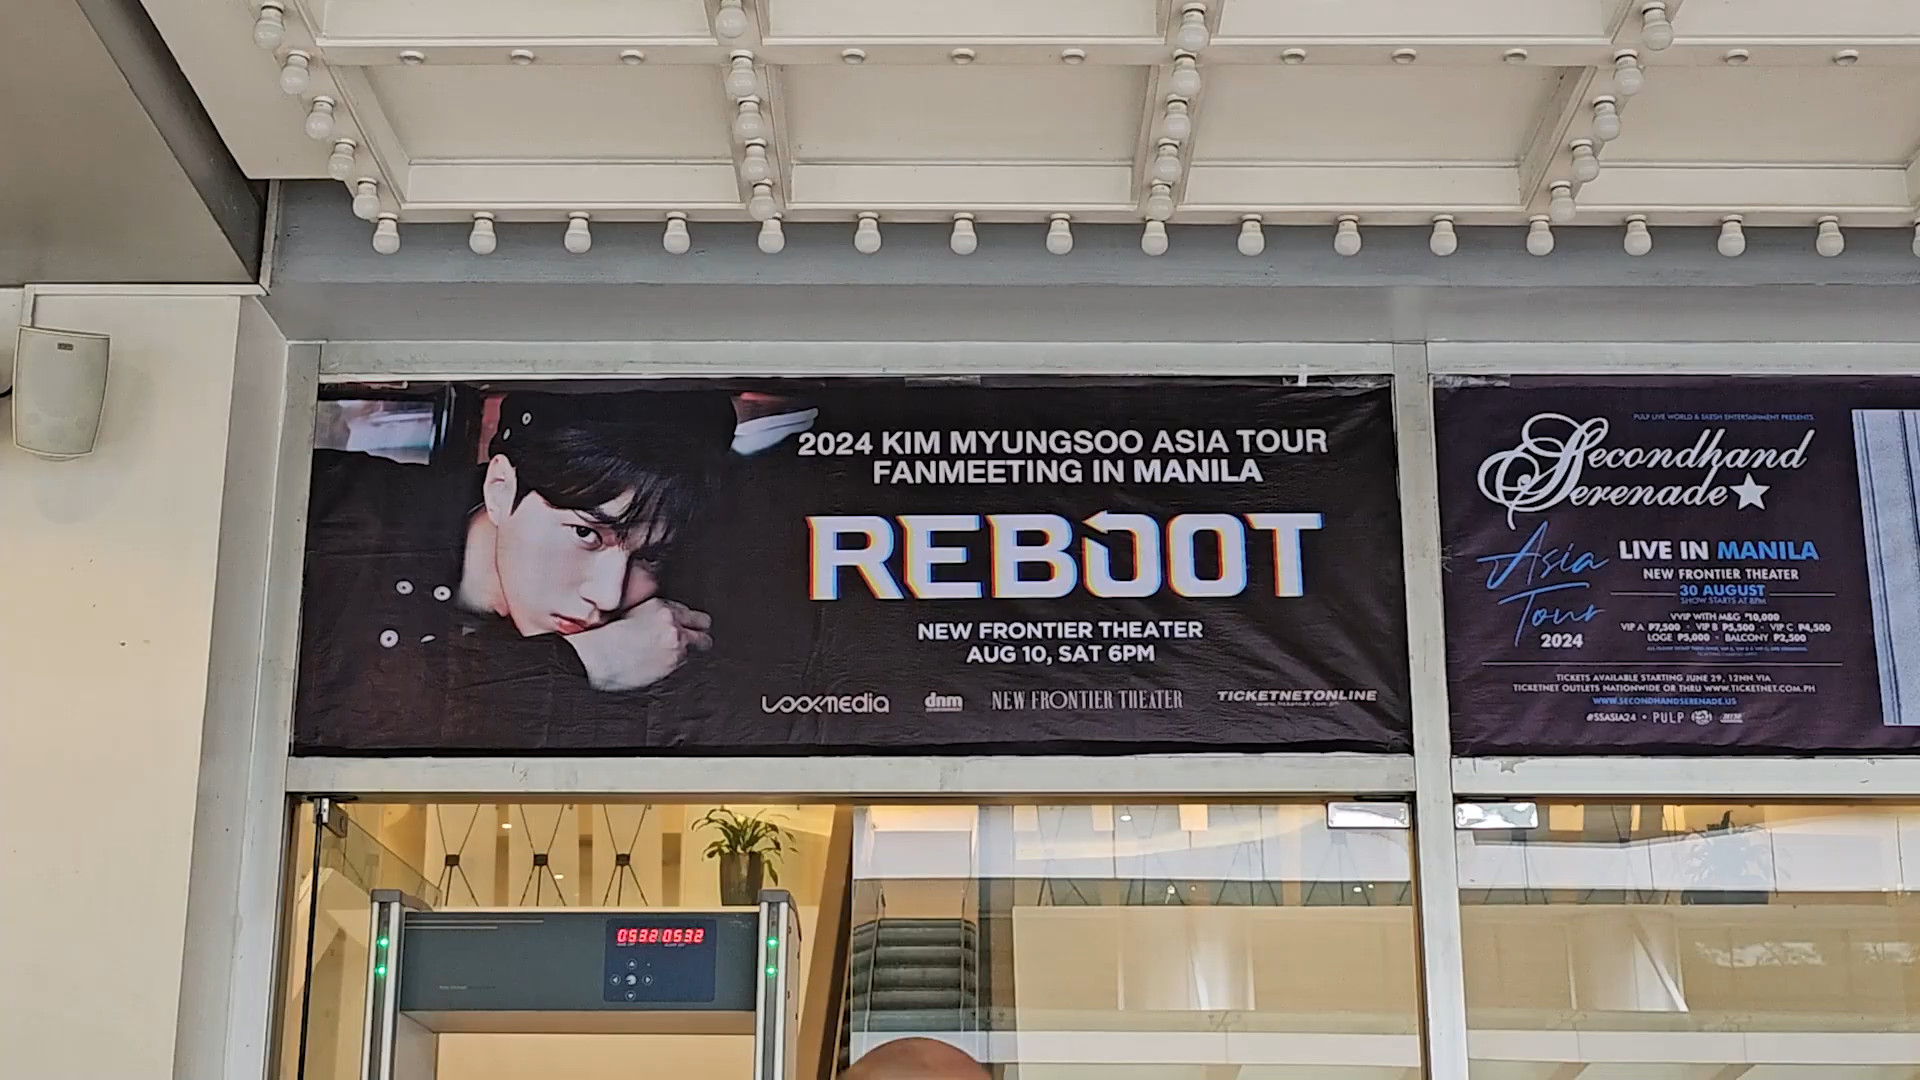 2024 KIM MYUNGSOO ASIA TOUR
FANMEETING IN MANILA
REBOOT
NEW FRONTIER THEATER
AUG 10, SAT 6PM
LOOKMEDIA
dnm
NEW FRONTIER THEATER
TICKETNETONLINE
PULP LIVE WORLD & SKESH ENTERTAINMENT PRESENTS
Secondhand
Serenade
Asia
Tour
2024
LIVE IN MANILA
NEW FRONTIER THEATER
30 AUGUST
SHOW STARTS AT 8PM
VVIP WITH M&G ₱10,000
VIP A ₱7,500 • VIP B ₱5,500 • VIP C ₱4,500
LOGE ₱5,000 • BALCONY ₱2,500
TICKETS AVAILABLE STARTING JUNE 29, 12NN VIA
TICKETNET OUTLETS NATIONWIDE OR THRU WWW.TICKETNET.COM.PH
WWW.SECONDHANDSERENADE.US
#SSASIA24 • PULP
0532 0532